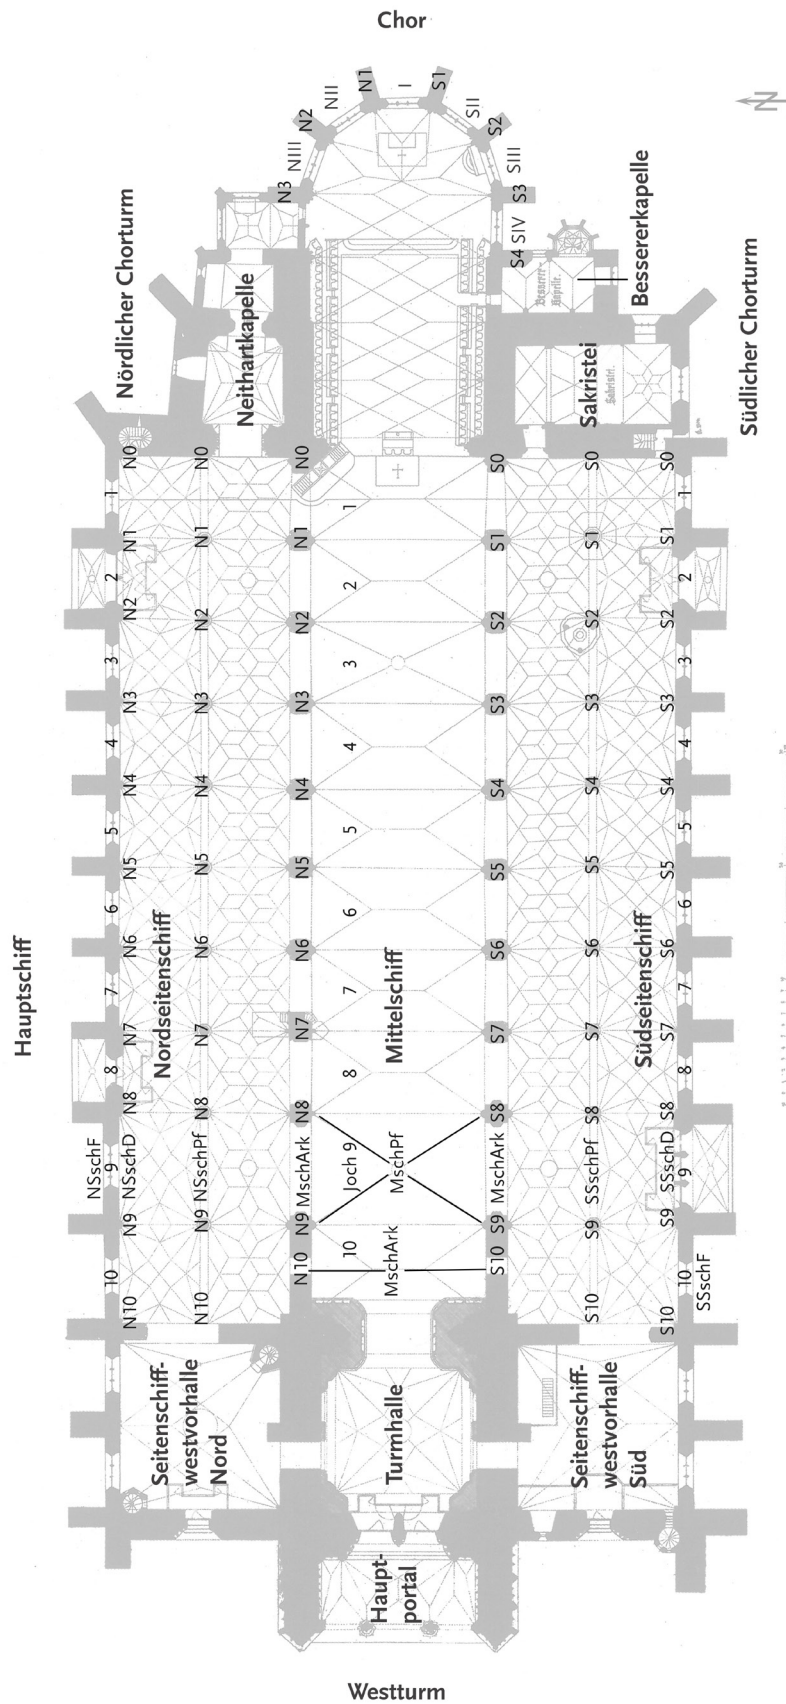 Chor
N1
I
S1
NII
SII
N2
S2
NIII
SIII
N3
S3
SIV
S4
N
Nördlicher Chorturm
Neithartkapelle
Besserer-
Kapelle.
Bessererkapelle
Sakristei
Sakristei.
Südlicher Chorturm
N0
N0
N0
S0
S0
S0
1
1
1
N1
N1
N1
S1
S1
S1
2
2
2
N2
N2
N2
S2
S2
S2
3
3
3
N3
N3
N3
S3
S3
S3
4
4
4
N4
N4
N4
S4
S4
S4
5
5
5
N5
N5
N5
S5
S5
S5
6
6
6
N6
N6
N6
S6
S6
S6
Hauptschiff
Nordseitenschiff
Mittelschiff
Südseitenschiff
7
7
7
N7
N7
N7
S7
S7
S7
8
8
8
N8
N8
N8
S8
S8
S8
NSschF
9
NSschD
NSschPf
MschArk
Joch 9
MschPf
MschArk
SSschPf
SSschD
9
N9
N9
N9
S9
S9
S9
10
10
MschArk
10
SSschF
N10
N10
N10
S10
S10
S10
Seitenschiff-
westvorhalle
Nord
Turmhalle
Seitenschiff-
westvorhalle
Süd
Haupt-
portal
Westturm